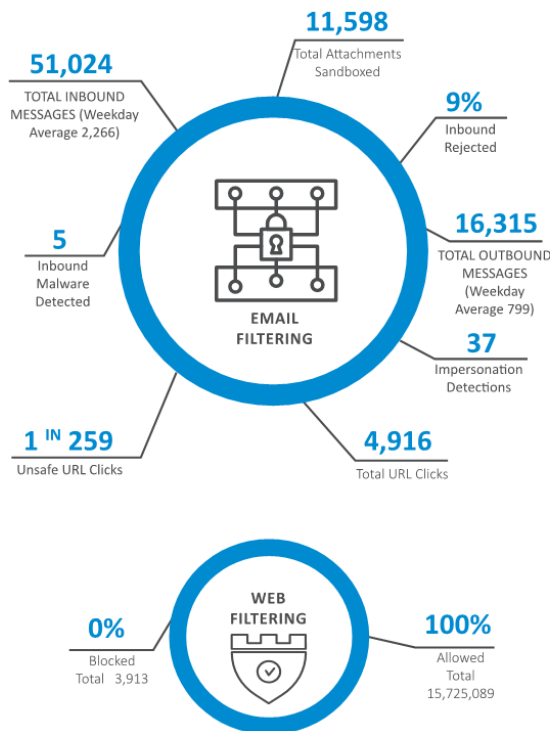 11,598
Total Attachments
Sandboxed
51,024
TOTAL INBOUND
MESSAGES (Weekday
Average 2,266)
9%
Inbound
Rejected
5
Inbound
Malware
Detected
EMAIL
FILTERING
16,315
TOTAL OUTBOUND
MESSAGES
(Weekday
Average 799)
37
Impersonation
Detections
1 IN 259
Unsafe URL Clicks
4,916
Total URL Clicks
WEB
FILTERING
0%
Blocked
Total 3,913
100%
Allowed
Total
15,725,089